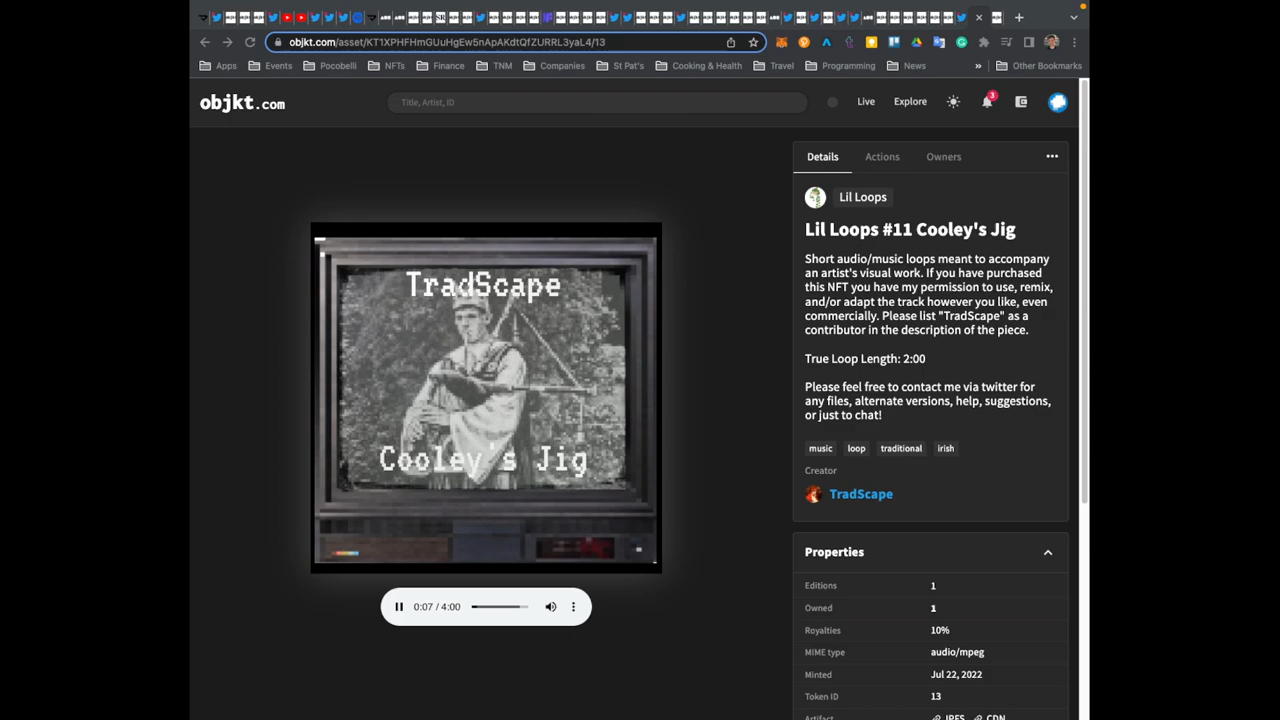 objkt.com/asset/KT1XPHFHmGUuHgEw5nApAKdtQfZURRL3yaL4/13
Apps Events Pocobelli NFTs Finance TNM Companies St Pat's Cooking & Health Travel Programming News » Other Bookmarks
objkt.com Title, Artist, ID Live Explore 3
Details Actions Owners
Lil Loops
Lil Loops #11 Cooley's Jig
Short audio/music loops meant to accompany
an artist's visual work. If you have purchased
this NFT you have my permission to use, remix,
and/or adapt the track however you like, even
commercially. Please list "TradScape" as a
contributor in the description of the piece.
True Loop Length: 2:00
Please feel free to contact me via twitter for
any files, alternate versions, help, suggestions,
or just to chat!
music loop traditional irish
Creator
TradScape
TradScape
Cooley's Jig
0:07 / 4:00
Properties
Editions 1
Owned 1
Royalties 10%
MIME type audio/mpeg
Minted Jul 22, 2022
Token ID 13
Artifact IPFS CDN